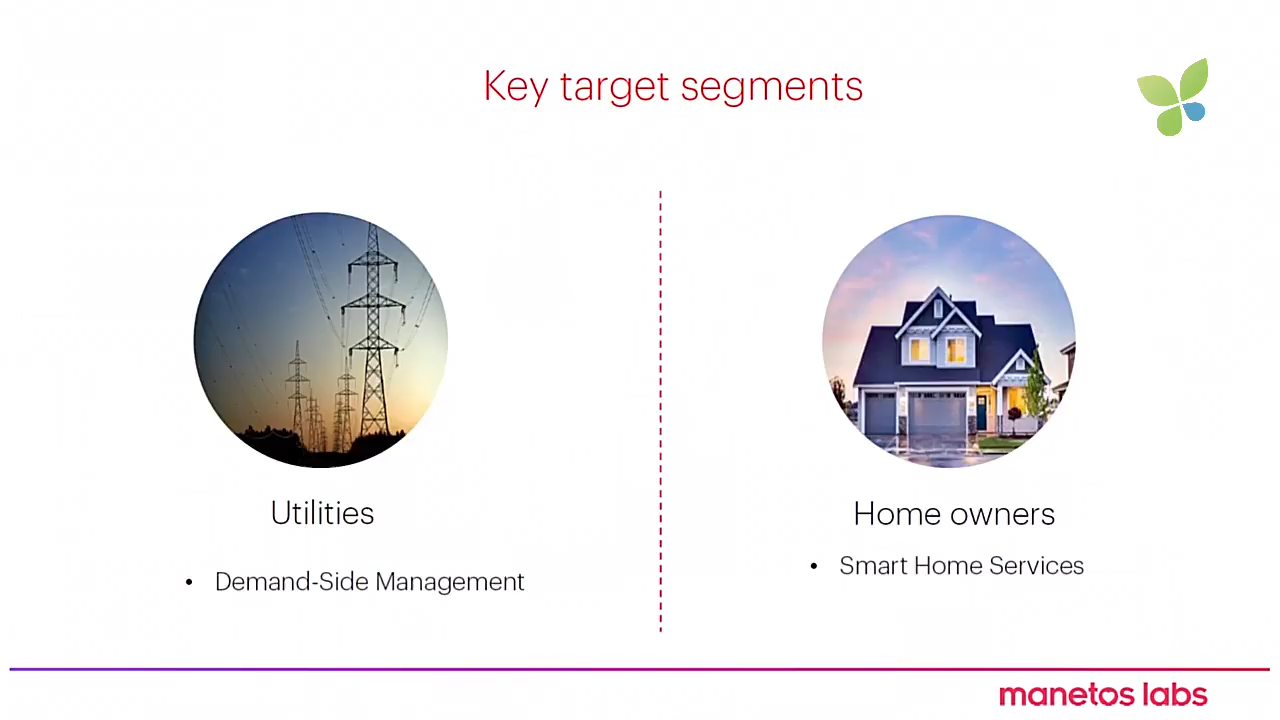 Key target segments
Utilities
• Demand-Side Management
Home owners
• Smart Home Services
manetos labs